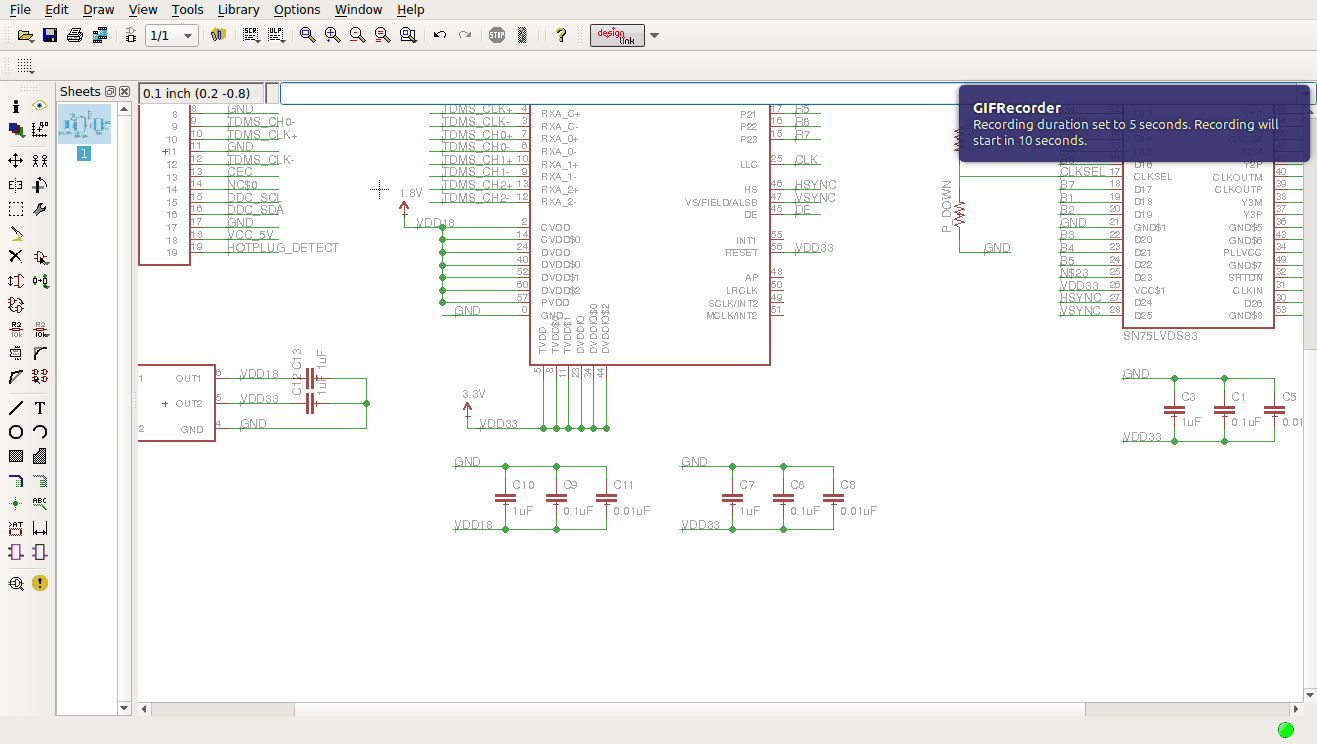 File Edit Draw View Tools Library Options Window Help
1/1
SCR
ULP
STOP
?
design link
Sheets
1
0.1 inch (0.2 -0.8)
GIFRecorder
Recording duration set to 5 seconds. Recording will
start in 10 seconds.
8 8 GND
9 9 TDMS_CH0-
10 10 TDMS_CLK+
11 11 GND
12 12 TDMS_CLK-
13 13 CEC
14 14 NC$0
15 15 DDC_SCL
16 16 DDC_SDA
17 17 GND
18 18 VCC_5V
19 19 HOTPLUG_DETECT
TDMS_CLK+ 4 RXA_C+
TDMS_CLK- 3 RXA_C-
TDMS_CH0+ 7 RXA_0+
TDMS_CH0- 6 RXA_0-
TDMS_CH1+ 10 RXA_1+
TDMS_CH1- 9 RXA_1-
TDMS_CH2+ 13 RXA_2+
TDMS_CH2- 12 RXA_2-
1.8V
VDD18
2 CVDD
14 CVDD$0
24 DVDD
40 DVDD$0
52 DVDD$1
60 DVDD$2
57 PVDD
GND 0 GND
P21 17 R5
P22 16 R6
P23 15 R7
LLC 25 CLK
HS 46 HSYNC
VS/FIELD/ALSB 47 VSYNC
DE 45 DE
INT1 55
RESET 56 VDD33
AP 48
LRCLK 50
SCLK/INT2 49
MCLK/INT2 51
TVDD
TVDD$0
TVDD$1
DVDDIO
DVDDIO$0
DVDDIO$2
5 8 11 23 34 44
3.3V
VDD33
1 OUT1 6 VDD18
OUT2 5 VDD33
2 GND 4 GND
C12 C13
1uF 1uF
P_DOWN
GND
D16
Y2P
CLKSEL 17 CLKSEL CLKOUTM 40
B7 18 D17 CLKOUTP 39
B1 19 D18 Y3M 38
B2 20 D19 Y3P 37
GND 21 GND$1 GND$5 36
B3 22 D20 GND$6 43
B4 23 D21 PLLVCC 34
B5 24 D22 GND$7 33
N$23 25 D23 SHTDN 32
VDD33 26 VCC$1 CLKIN 31
HSYNC 27 D24 D26 30
VSYNC 28 D25 GND$8 53
SN75LVDS83
GND
C3 C1 C5
1uF 0.1uF 0.01
VDD33
GND
C10 C9 C11
1uF 0.1uF 0.01uF
VDD18
GND
C7 C6 C8
1uF 0.1uF 0.01uF
VDD33
R2
10k
R2
10k
T
ABC